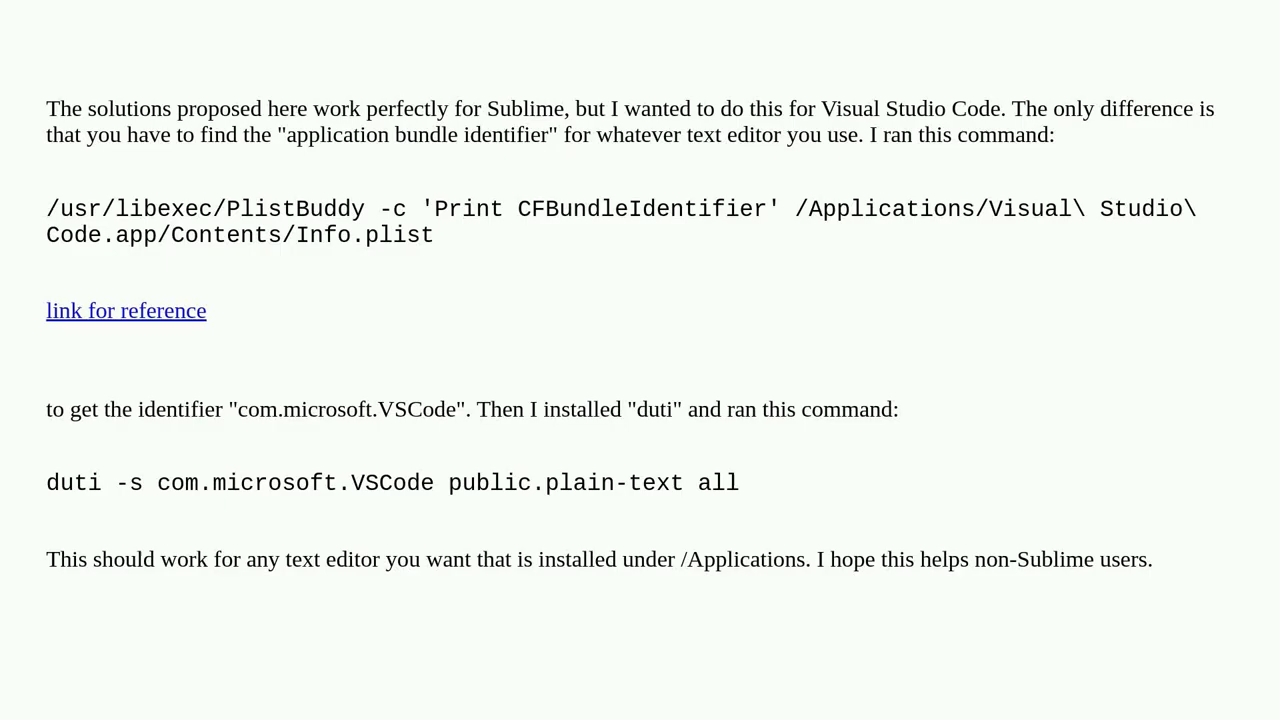 The solutions proposed here work perfectly for Sublime, but I wanted to do this for Visual Studio Code. The only difference is
that you have to find the "application bundle identifier" for whatever text editor you use. I ran this command:
/usr/libexec/PlistBuddy -c 'Print CFBundleIdentifier' /Applications/Visual\ Studio\
Code.app/Contents/Info.plist
link for reference
to get the identifier "com.microsoft.VSCode". Then I installed "duti" and ran this command:
duti -s com.microsoft.VSCode public.plain-text all
This should work for any text editor you want that is installed under /Applications. I hope this helps non-Sublime users.